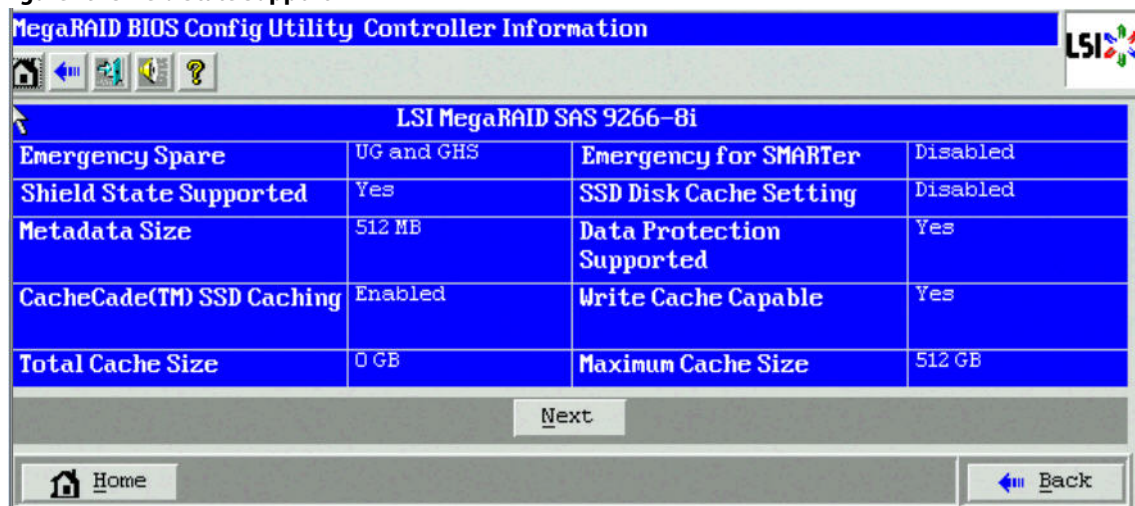 MegaRAID BIOS Config Utility Controller Information
LSI
LSI MegaRAID SAS 9266-8i
Emergency Spare UG and GHS Emergency for SMARTer Disabled
Shield State Supported Yes SSD Disk Cache Setting Disabled
Metadata Size 512 MB Data Protection Yes
Supported
CacheCade(TM) SSD Caching Enabled Write Cache Capable Yes
Total Cache Size 0 GB Maximum Cache Size 512 GB
Next
Home Back